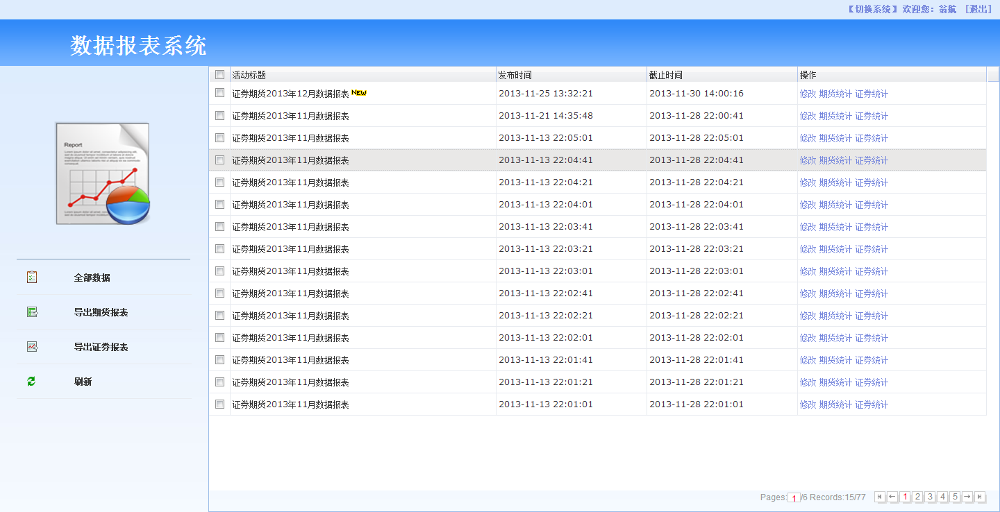 【切换系统】 欢迎您：翁航 [退出]
数据报表系统
活动标题 发布时间 截止时间 操作
证券期货2013年12月数据报表 NEW 2013-11-25 13:32:21 2013-11-30 14:00:16 修改 期货统计 证券统计
证券期货2013年11月数据报表 2013-11-21 14:35:48 2013-11-28 22:00:41 修改 期货统计 证券统计
证券期货2013年11月数据报表 2013-11-13 22:05:01 2013-11-28 22:05:01 修改 期货统计 证券统计
证券期货2013年11月数据报表 2013-11-13 22:04:41 2013-11-28 22:04:41 修改 期货统计 证券统计
证券期货2013年11月数据报表 2013-11-13 22:04:21 2013-11-28 22:04:21 修改 期货统计 证券统计
证券期货2013年11月数据报表 2013-11-13 22:04:01 2013-11-28 22:04:01 修改 期货统计 证券统计
证券期货2013年11月数据报表 2013-11-13 22:03:41 2013-11-28 22:03:41 修改 期货统计 证券统计
证券期货2013年11月数据报表 2013-11-13 22:03:21 2013-11-28 22:03:21 修改 期货统计 证券统计
证券期货2013年11月数据报表 2013-11-13 22:03:01 2013-11-28 22:03:01 修改 期货统计 证券统计
证券期货2013年11月数据报表 2013-11-13 22:02:41 2013-11-28 22:02:41 修改 期货统计 证券统计
证券期货2013年11月数据报表 2013-11-13 22:02:21 2013-11-28 22:02:21 修改 期货统计 证券统计
证券期货2013年11月数据报表 2013-11-13 22:02:01 2013-11-28 22:02:01 修改 期货统计 证券统计
证券期货2013年11月数据报表 2013-11-13 22:01:41 2013-11-28 22:01:41 修改 期货统计 证券统计
证券期货2013年11月数据报表 2013-11-13 22:01:21 2013-11-28 22:01:21 修改 期货统计 证券统计
证券期货2013年11月数据报表 2013-11-13 22:01:01 2013-11-28 22:01:01 修改 期货统计 证券统计
Report
全部数据
导出期货报表
导出证券报表
刷新
Pages: 1 /6 Records:15/77 1 2 3 4 5